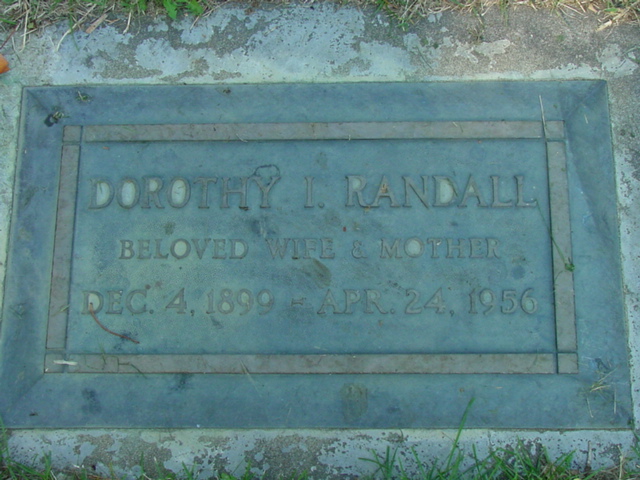 DOROTHY I. RANDALL
BELOVED WIFE & MOTHER
DEC. 4, 1899 - APR. 24, 1956